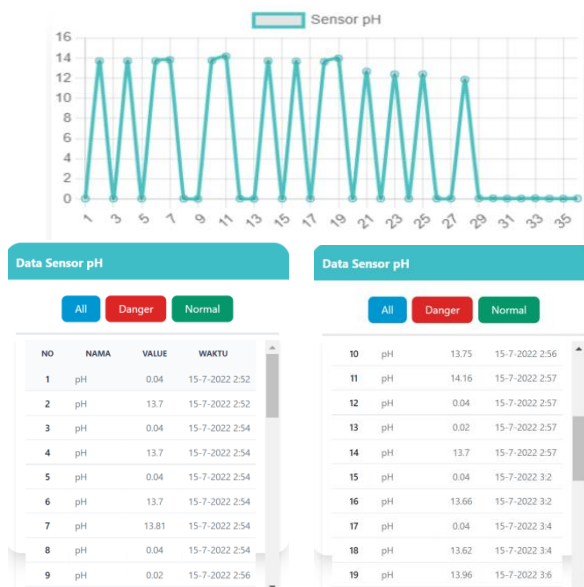 Sensor pH
16
14
12
10
8
6
4
2
0
1 3 5 7 9 11 13 15 17 19 21 23 25 27 29 31 33 35
Data Sensor pH
All Danger Normal
NO NAMA VALUE WAKTU
1 pH 0.04 15-7-2022 2:52
2 pH 13.7 15-7-2022 2:52
3 pH 0.04 15-7-2022 2:54
4 pH 13.7 15-7-2022 2:54
5 pH 0.04 15-7-2022 2:54
6 pH 13.7 15-7-2022 2:54
7 pH 13.81 15-7-2022 2:54
8 pH 0.04 15-7-2022 2:54
9 pH 0.02 15-7-2022 2:56
Data Sensor pH
All Danger Normal
10 pH 13.75 15-7-2022 2:56
11 pH 14.16 15-7-2022 2:57
12 pH 0.04 15-7-2022 2:57
13 pH 0.02 15-7-2022 2:57
14 pH 13.7 15-7-2022 2:57
15 pH 0.04 15-7-2022 3:2
16 pH 13.66 15-7-2022 3:2
17 pH 0.04 15-7-2022 3:4
18 pH 13.62 15-7-2022 3:4
19 pH 13.96 15-7-2022 3:6